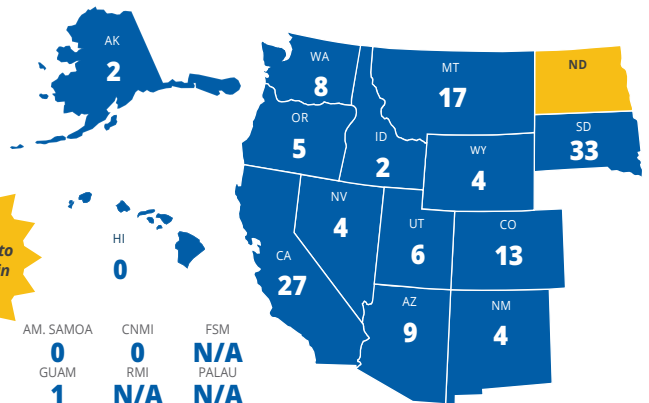 AK
2
WA
8
MT
17
ND
OR
5
ID
2
SD
33
WY
4
NV
4
UT
6
CO
13
HI
0
CA
27
AZ
9
NM
4
to
in
AM. SAMOA CNMI FSM
0 0 N/A
GUAM RMI PALAU
1 N/A N/A